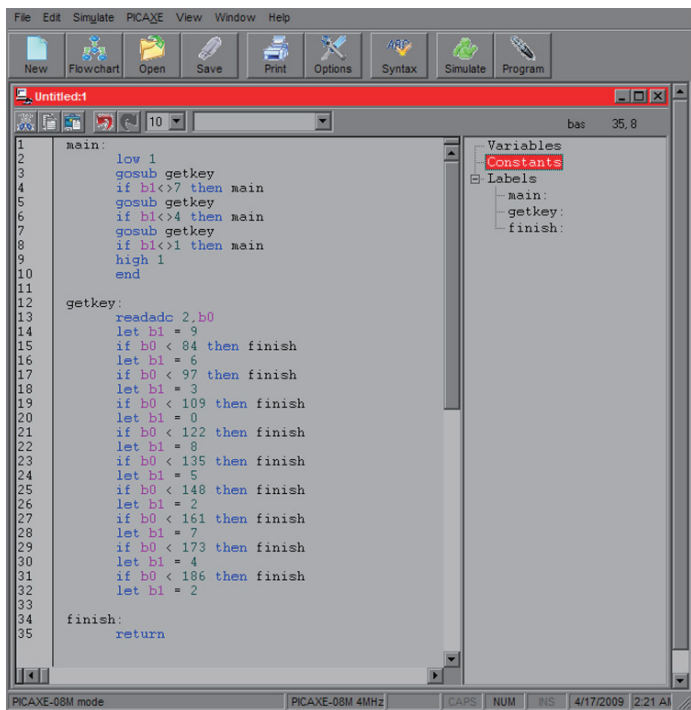 File Edit Simulate PICAXE View Window Help
New Flowchart Open Save Print Options Syntax Simulate Program
Untitled:1
10 bas 35, 8
1 main:
2 low 1
3 gosub getkey
4 if b1<>7 then main
5 gosub getkey
6 if b1<>4 then main
7 gosub getkey
8 if b1<>1 then main
9 high 1
10 end
11
12 getkey:
13 readadc 2,b0
14 let b1 = 9
15 if b0 < 84 then finish
16 let b1 = 6
17 if b0 < 97 then finish
18 let b1 = 3
19 if b0 < 109 then finish
20 let b1 = 0
21 if b0 < 122 then finish
22 let b1 = 8
23 if b0 < 135 then finish
24 let b1 = 5
25 if b0 < 148 then finish
26 let b1 = 2
27 if b0 < 161 then finish
28 let b1 = 7
29 if b0 < 173 then finish
30 let b1 = 4
31 if b0 < 186 then finish
32 let b1 = 2
33
34 finish:
35 return
Variables
Constants
Labels
main:
getkey:
finish:
PICAXE-08M mode PICAXE-08M 4MHz CAPS NUM INS 4/17/2009 2:21 AM